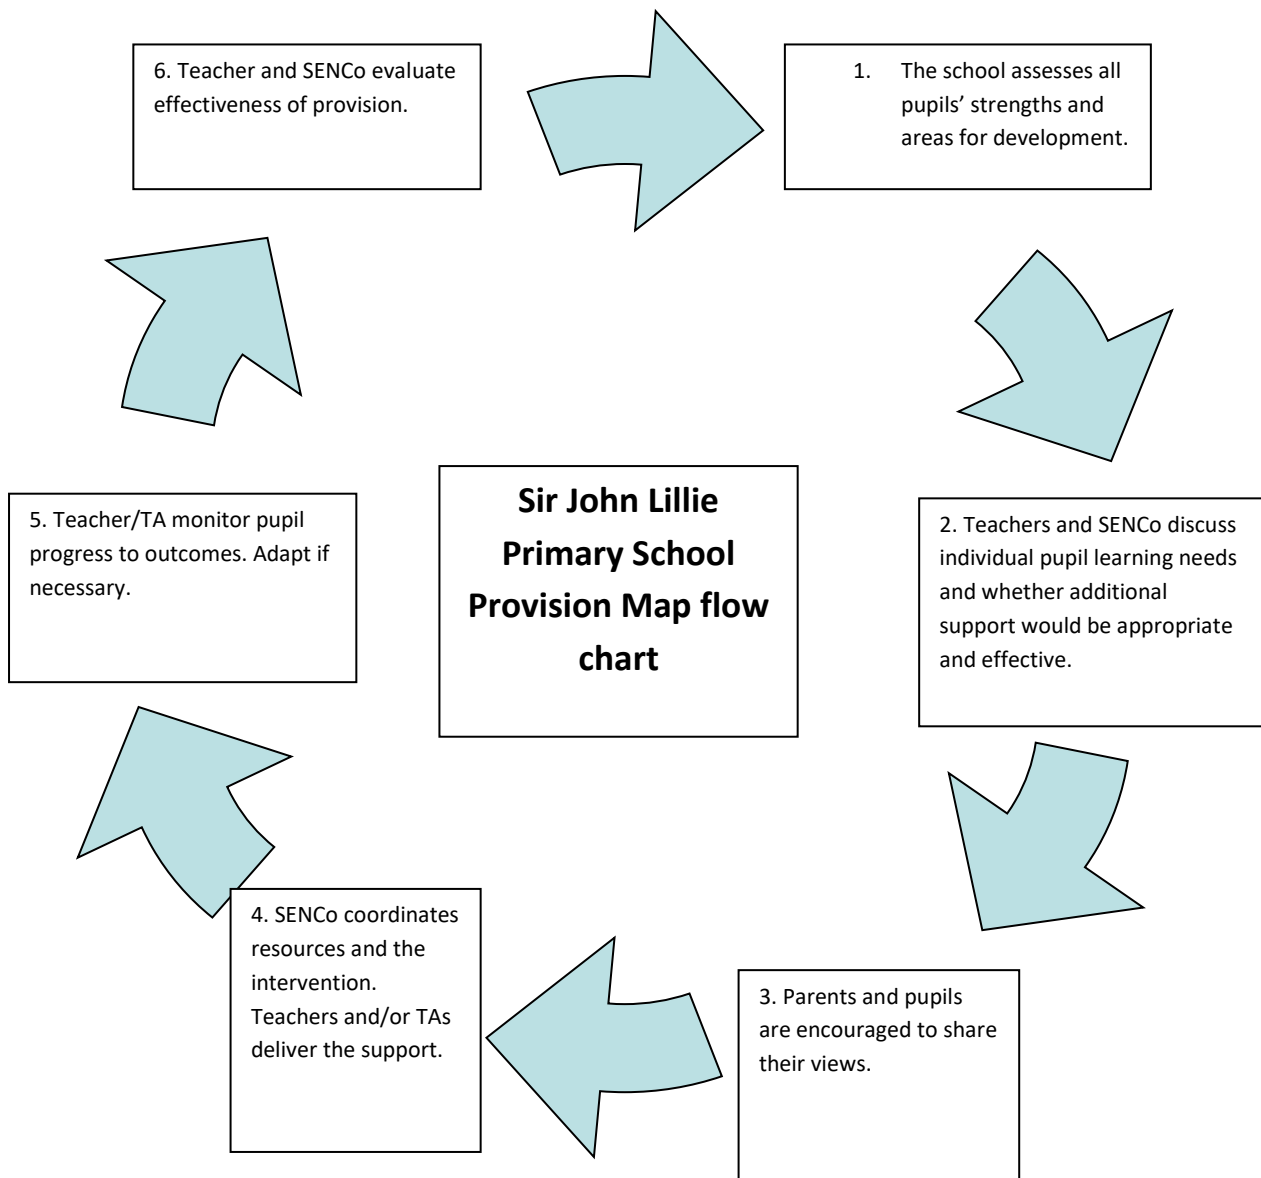 6. Teacher and SENCo evaluate
effectiveness of provision.
1. The school assesses all
pupils’ strengths and
areas for development.
Sir John Lillie
Primary School
Provision Map flow
chart
2. Teachers and SENCo discuss
individual pupil learning needs
and whether additional
support would be appropriate
and effective.
3. Parents and pupils
are encouraged to share
their views.
4. SENCo coordinates
resources and the
intervention.
Teachers and/or TAs
deliver the support.
5. Teacher/TA monitor pupil
progress to outcomes. Adapt if
necessary.